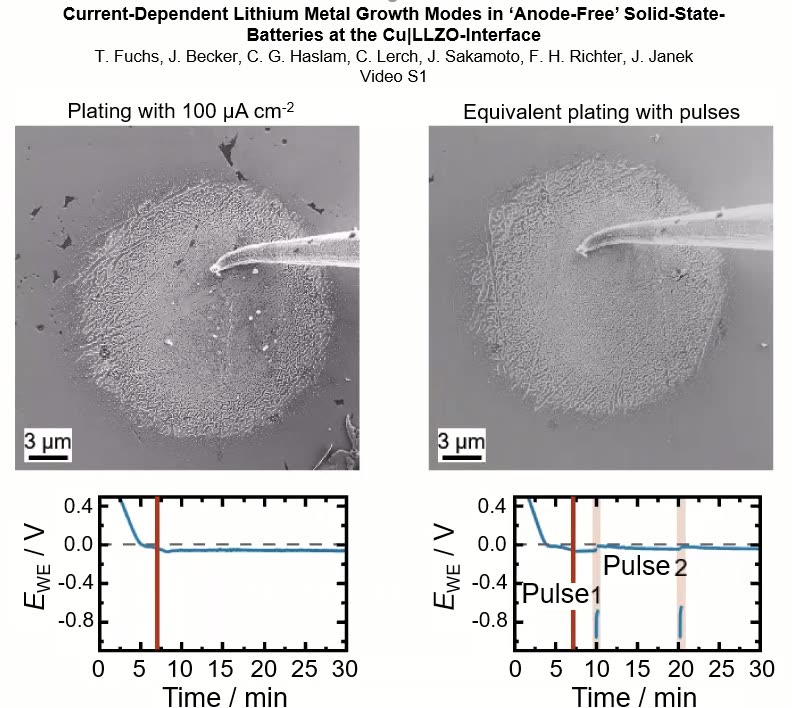 Current-Dependent Lithium Metal Growth Modes in ‘Anode-Free’ Solid-State-
Batteries at the Cu|LLZO-Interface
T. Fuchs, J. Becker, C. G. Haslam, C. Lerch, J. Sakamoto, F. H. Richter, J. Janek
Video S1
Plating with 100 µA cm-2
Equivalent plating with pulses
3 µm
3 µm
EWE / V
0.4
0.0
-0.4
-0.8
0 5 10 15 20 25 30
Time / min
EWE / V
0.4
0.0
-0.4
-0.8
Pulse 2
Pulse1
0 5 10 15 20 25 30
Time / min